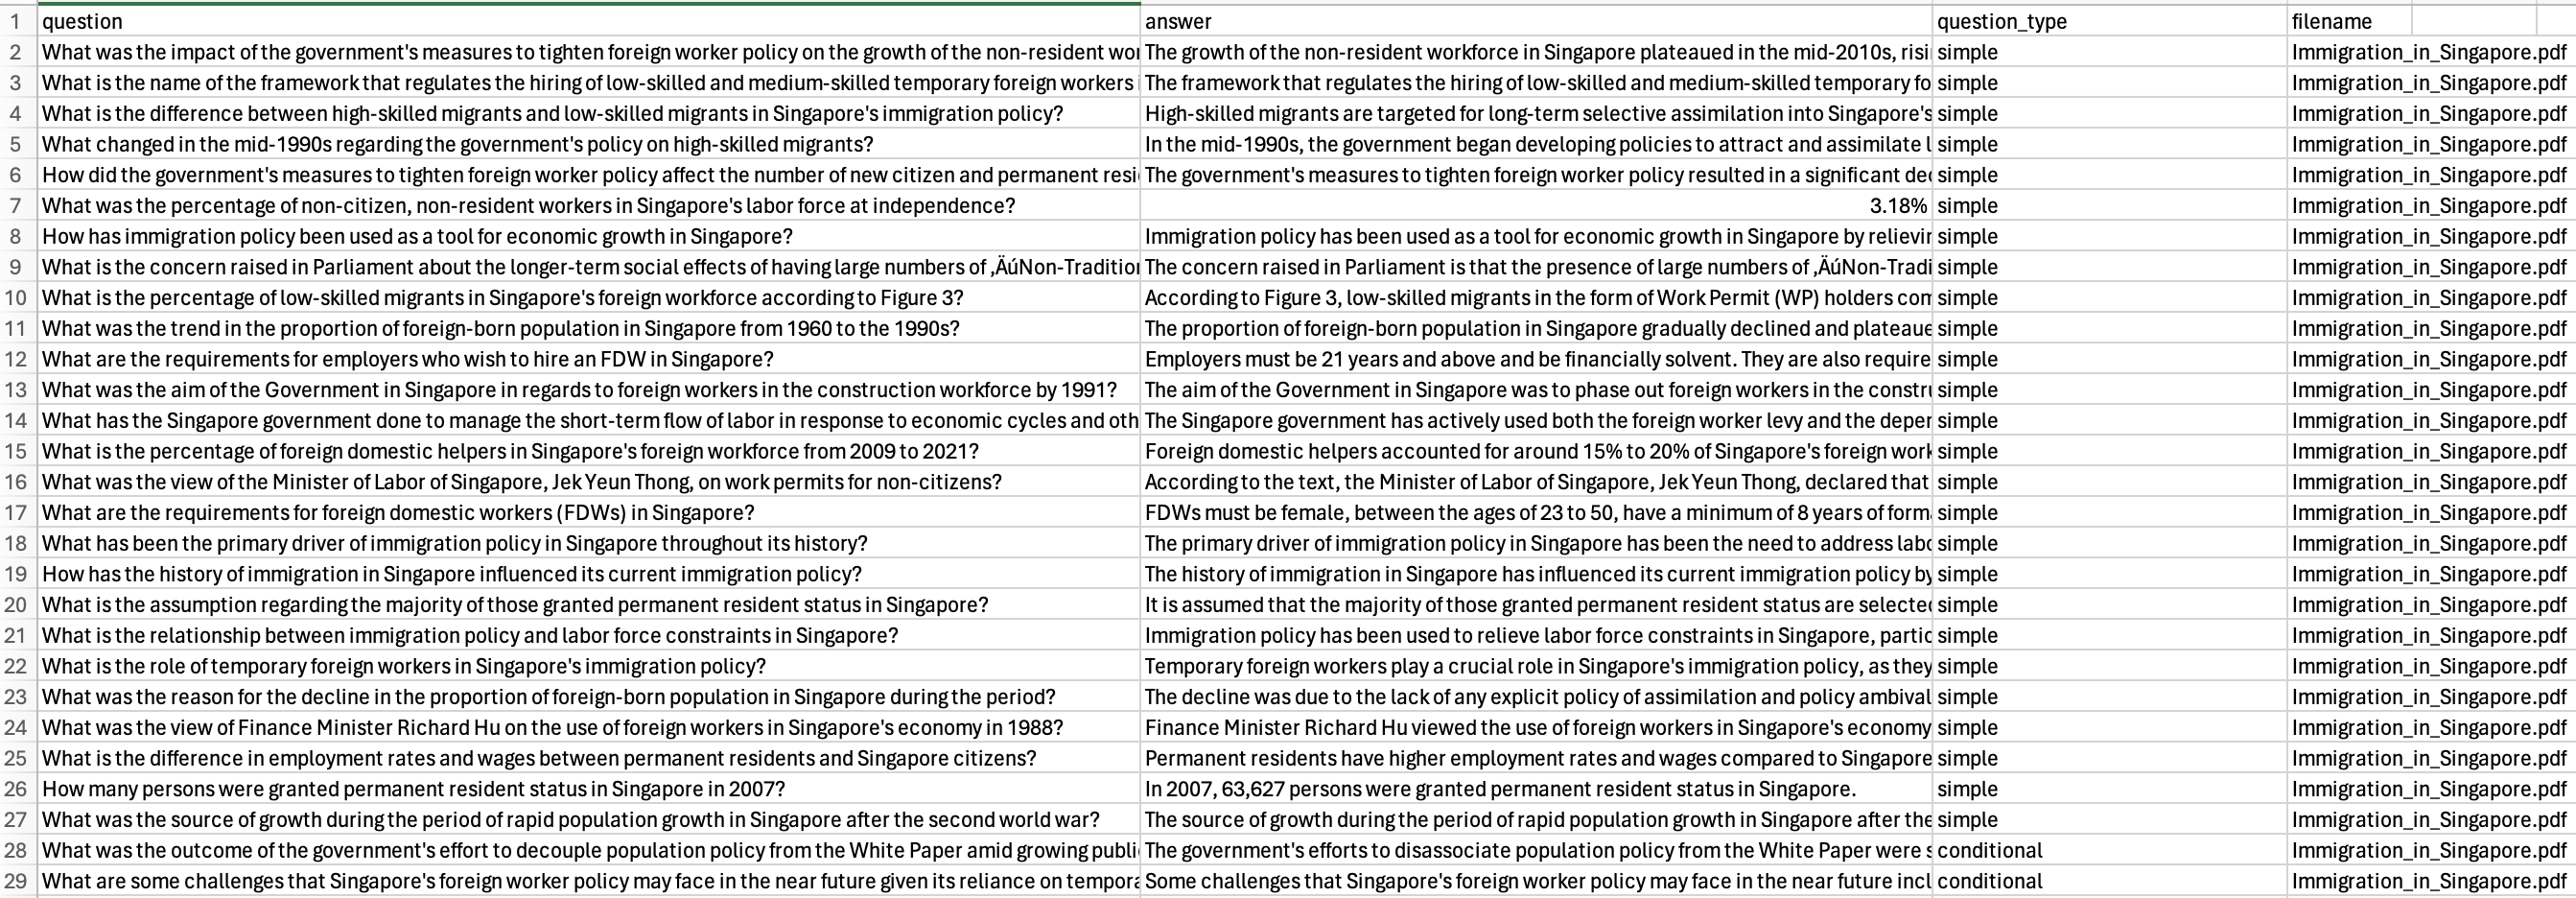 1 question answer question_type filename
2 What was the impact of the government's measures to tighten foreign worker policy on the growth of the non-resident wor The growth of the non-resident workforce in Singapore plateaued in the mid-2010s, risi simple Immigration_in_Singapore.pdf
3 What is the name of the framework that regulates the hiring of low-skilled and medium-skilled temporary foreign workers The framework that regulates the hiring of low-skilled and medium-skilled temporary fo simple Immigration_in_Singapore.pdf
4 What is the difference between high-skilled migrants and low-skilled migrants in Singapore's immigration policy? High-skilled migrants are targeted for long-term selective assimilation into Singapore's simple Immigration_in_Singapore.pdf
5 What changed in the mid-1990s regarding the government's policy on high-skilled migrants? In the mid-1990s, the government began developing policies to attract and assimilate l simple Immigration_in_Singapore.pdf
6 How did the government's measures to tighten foreign worker policy affect the number of new citizen and permanent resi The government's measures to tighten foreign worker policy resulted in a significant dec simple Immigration_in_Singapore.pdf
7 What was the percentage of non-citizen, non-resident workers in Singapore's labor force at independence? 3.18% simple Immigration_in_Singapore.pdf
8 How has immigration policy been used as a tool for economic growth in Singapore? Immigration policy has been used as a tool for economic growth in Singapore by relievir simple Immigration_in_Singapore.pdf
9 What is the concern raised in Parliament about the longer-term social effects of having large numbers of ‚ÄúNon-Tradition The concern raised in Parliament is that the presence of large numbers of ‚ÄúNon-Tradi simple Immigration_in_Singapore.pdf
10 What is the percentage of low-skilled migrants in Singapore's foreign workforce according to Figure 3? According to Figure 3, low-skilled migrants in the form of Work Permit (WP) holders com simple Immigration_in_Singapore.pdf
11 What was the trend in the proportion of foreign-born population in Singapore from 1960 to the 1990s? The proportion of foreign-born population in Singapore gradually declined and plateaue simple Immigration_in_Singapore.pdf
12 What are the requirements for employers who wish to hire an FDW in Singapore? Employers must be 21 years and above and be financially solvent. They are also require simple Immigration_in_Singapore.pdf
13 What was the aim of the Government in Singapore in regards to foreign workers in the construction workforce by 1991? The aim of the Government in Singapore was to phase out foreign workers in the constru simple Immigration_in_Singapore.pdf
14 What has the Singapore government done to manage the short-term flow of labor in response to economic cycles and oth The Singapore government has actively used both the foreign worker levy and the deper simple Immigration_in_Singapore.pdf
15 What is the percentage of foreign domestic helpers in Singapore's foreign workforce from 2009 to 2021? Foreign domestic helpers accounted for around 15% to 20% of Singapore's foreign work simple Immigration_in_Singapore.pdf
16 What was the view of the Minister of Labor of Singapore, Jek Yeun Thong, on work permits for non-citizens? According to the text, the Minister of Labor of Singapore, Jek Yeun Thong, declared that simple Immigration_in_Singapore.pdf
17 What are the requirements for foreign domestic workers (FDWs) in Singapore? FDWs must be female, between the ages of 23 to 50, have a minimum of 8 years of form simple Immigration_in_Singapore.pdf
18 What has been the primary driver of immigration policy in Singapore throughout its history? The primary driver of immigration policy in Singapore has been the need to address labo simple Immigration_in_Singapore.pdf
19 How has the history of immigration in Singapore influenced its current immigration policy? The history of immigration in Singapore has influenced its current immigration policy by simple Immigration_in_Singapore.pdf
20 What is the assumption regarding the majority of those granted permanent resident status in Singapore? It is assumed that the majority of those granted permanent resident status are selected simple Immigration_in_Singapore.pdf
21 What is the relationship between immigration policy and labor force constraints in Singapore? Immigration policy has been used to relieve labor force constraints in Singapore, partic simple Immigration_in_Singapore.pdf
22 What is the role of temporary foreign workers in Singapore's immigration policy? Temporary foreign workers play a crucial role in Singapore's immigration policy, as they simple Immigration_in_Singapore.pdf
23 What was the reason for the decline in the proportion of foreign-born population in Singapore during the period? The decline was due to the lack of any explicit policy of assimilation and policy ambival simple Immigration_in_Singapore.pdf
24 What was the view of Finance Minister Richard Hu on the use of foreign workers in Singapore's economy in 1988? Finance Minister Richard Hu viewed the use of foreign workers in Singapore's economy simple Immigration_in_Singapore.pdf
25 What is the difference in employment rates and wages between permanent residents and Singapore citizens? Permanent residents have higher employment rates and wages compared to Singapore simple Immigration_in_Singapore.pdf
26 How many persons were granted permanent resident status in Singapore in 2007? In 2007, 63,627 persons were granted permanent resident status in Singapore. simple Immigration_in_Singapore.pdf
27 What was the source of growth during the period of rapid population growth in Singapore after the second world war? The source of growth during the period of rapid population growth in Singapore after the simple Immigration_in_Singapore.pdf
28 What was the outcome of the government's effort to decouple population policy from the White Paper amid growing publi The government's efforts to disassociate population policy from the White Paper were s conditional Immigration_in_Singapore.pdf
29 What are some challenges that Singapore's foreign worker policy may face in the near future given its reliance on tempora Some challenges that Singapore's foreign worker policy may face in the near future incl conditional Immigration_in_Singapore.pdf